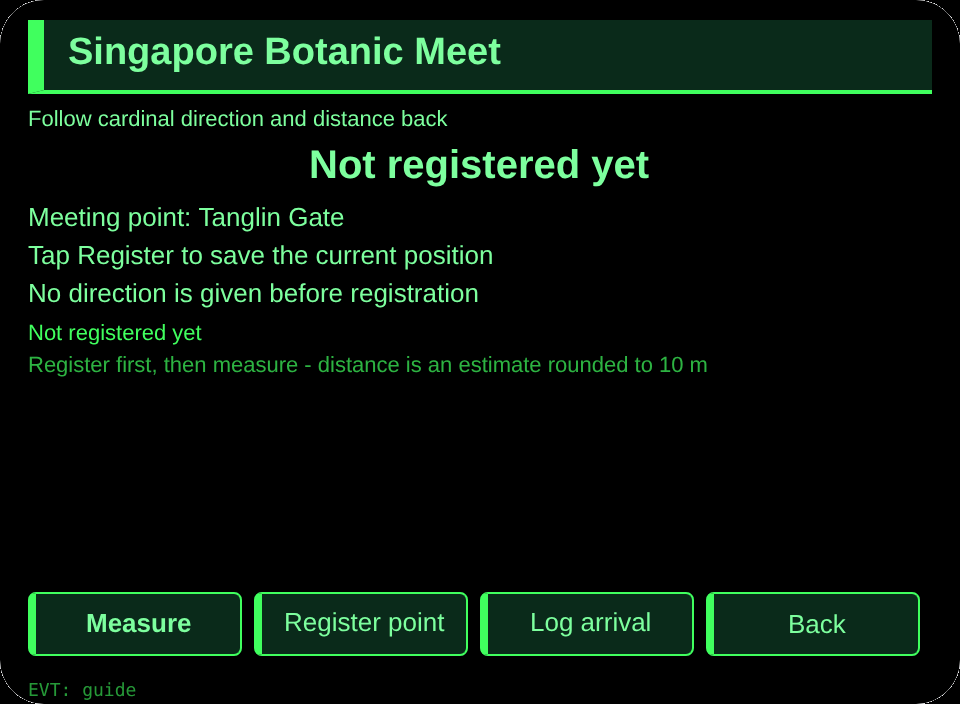 Singapore Botanic Meet
Follow cardinal direction and distance back
Not registered yet
Meeting point: Tanglin Gate
Tap Register to save the current position
No direction is given before registration
Not registered yet
Register first, then measure - distance is an estimate rounded to 10 m
Measure
Register point
Log arrival
Back
EVT: guide